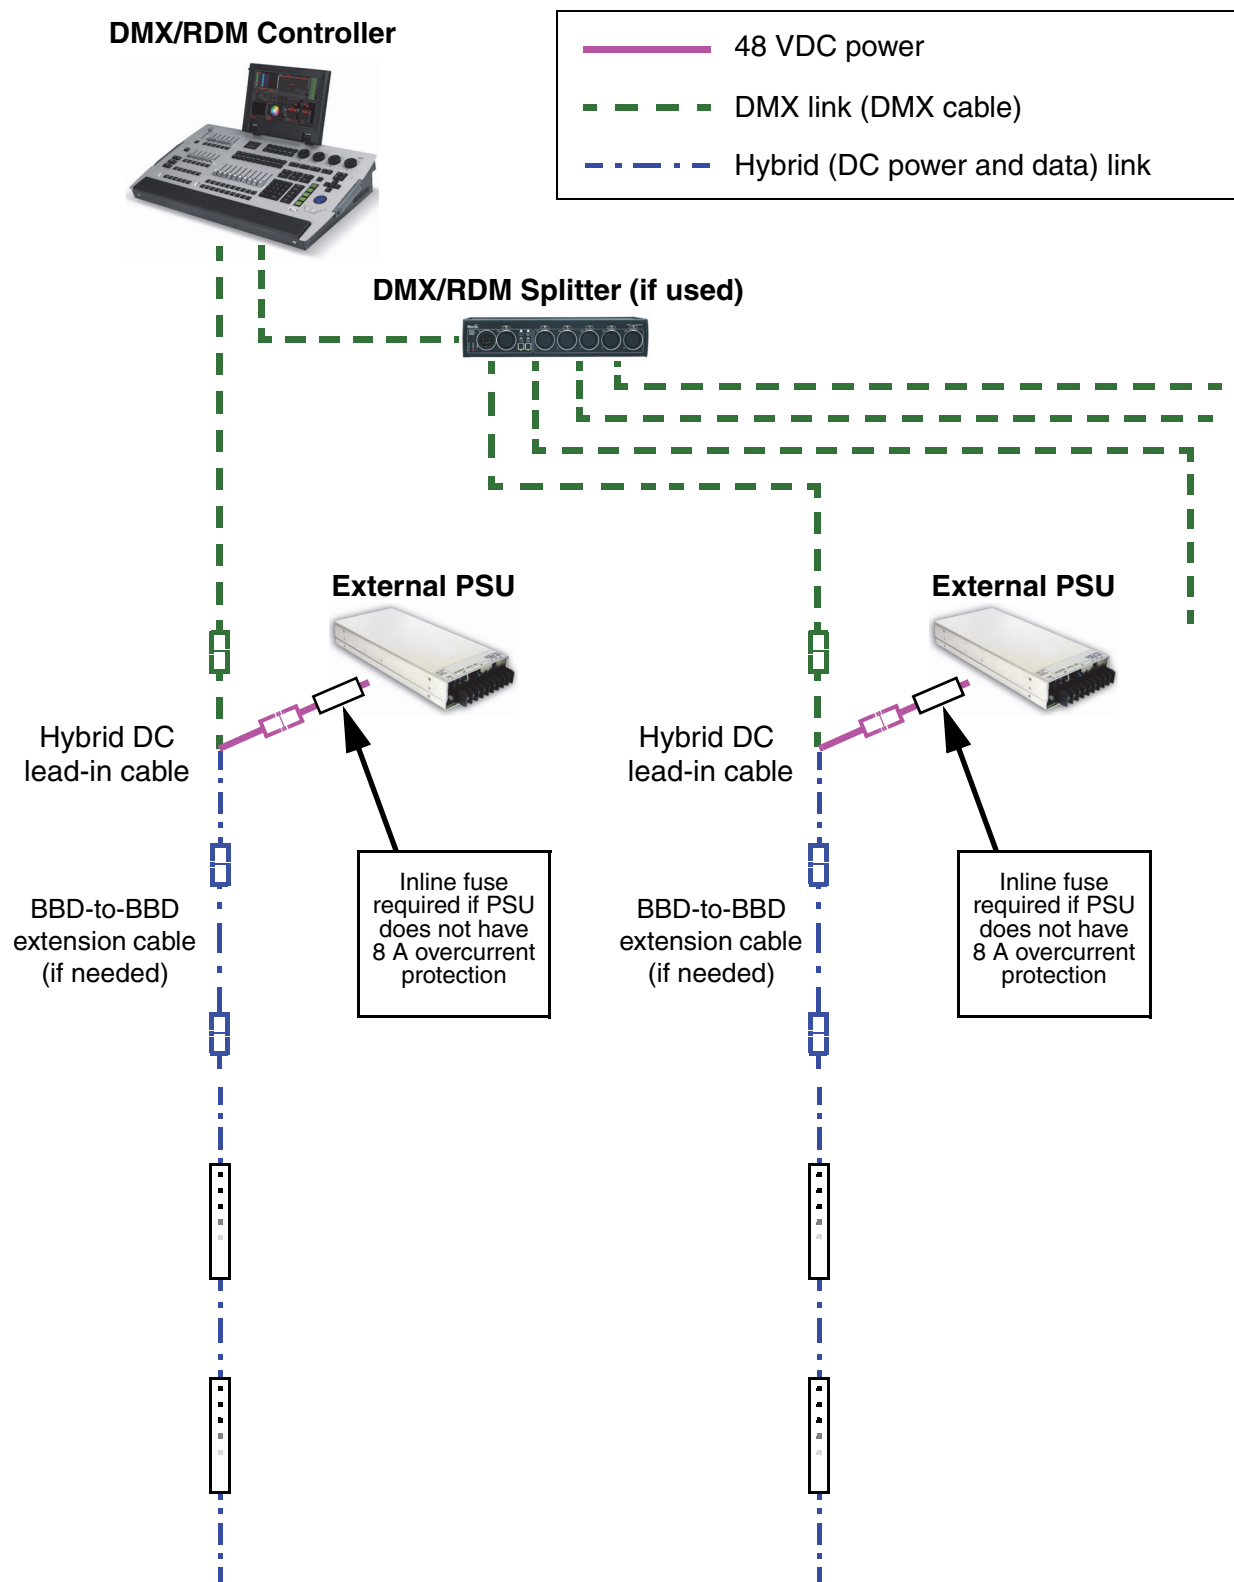 DMX/RDM Controller
48 VDC power
DMX link (DMX cable)
Hybrid (DC power and data) link
DMX/RDM Splitter (if used)
External PSU
External PSU
Hybrid DC
lead-in cable
Hybrid DC
lead-in cable
Inline fuse
required if PSU
does not have
8 A overcurrent
protection
Inline fuse
required if PSU
does not have
8 A overcurrent
protection
BBD-to-BBD
extension cable
(if needed)
BBD-to-BBD
extension cable
(if needed)